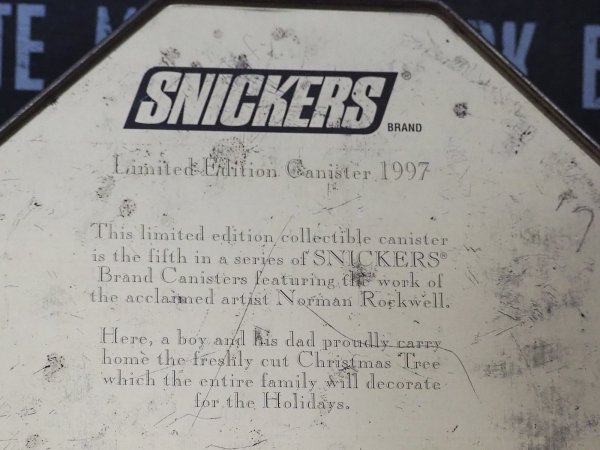 SNICKERS®
BRAND
Limited Edition Canister 1997
This limited edition collectible canister
is the fifth in a series of SNICKERS®
Brand Canisters featuring the work of
the acclaimed artist Norman Rockwell.
Here, a boy and his dad proudly carry
home the freshly cut Christmas Tree
which the entire family will decorate
for the Holidays.